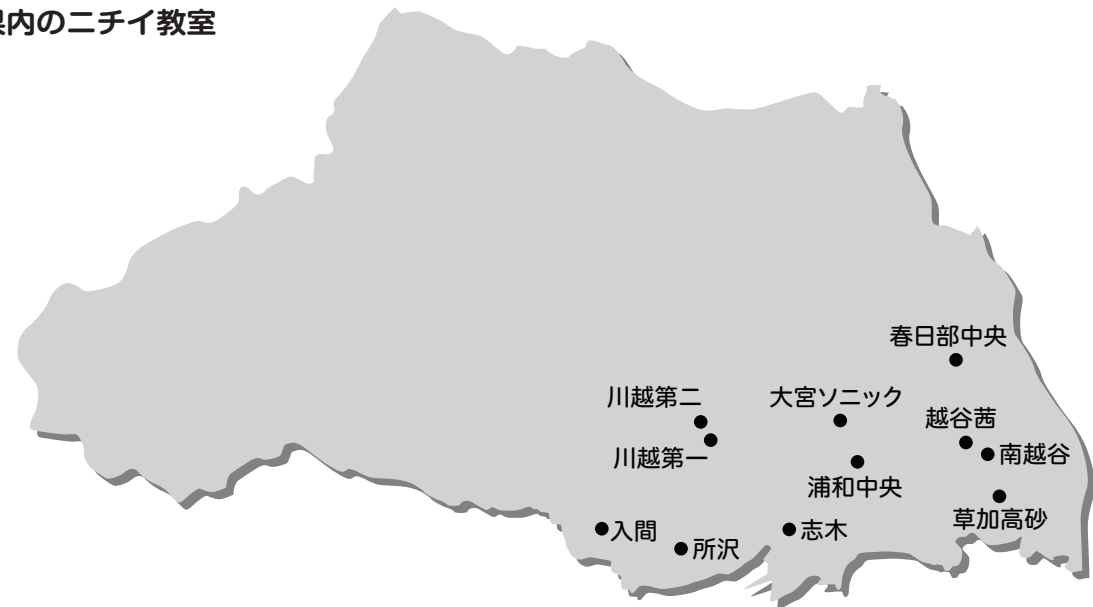 県内のニチイ教室
春日部中央
川越第二
大宮ソニック
越谷茜
川越第一
南越谷
浦和中央
草加高砂
入間
志木
所沢